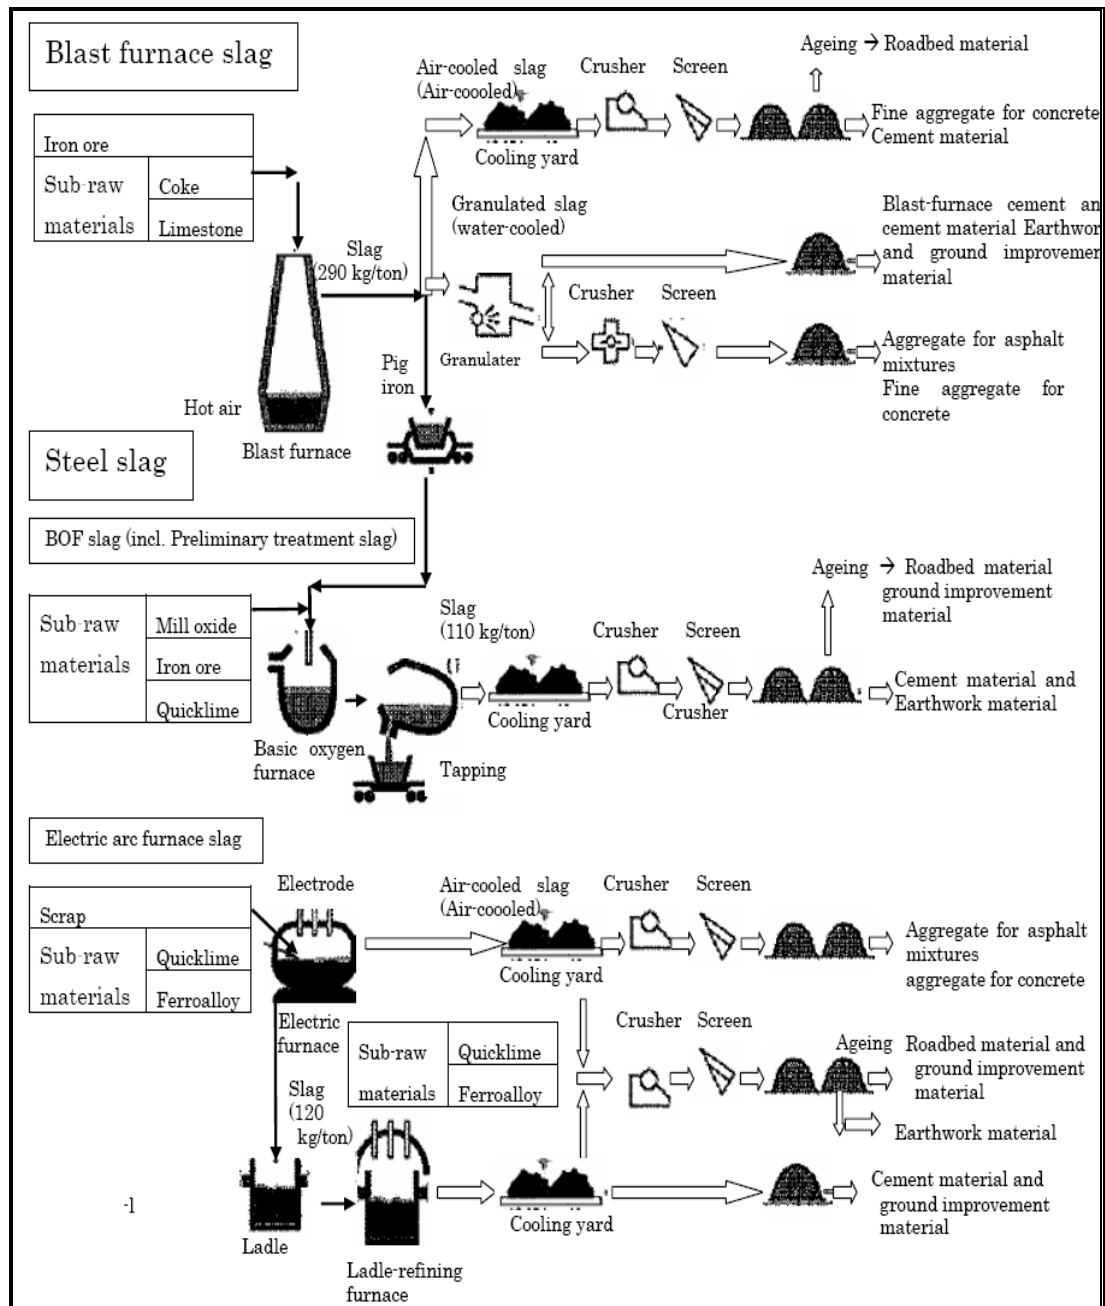 Blast furnace slag
Ageing → Roadbed material
Air-cooled slag
(Air-coooled)
Crusher
Screen
Fine aggregate for concrete
Cement material
Cooling yard
Iron ore
Sub-raw
materials
Coke
Limestone
Slag
(290 kg/ton)
Granulated slag
(water-cooled)
Blast-furnace cement an
cement material Earthwor
and ground improvemen
material
Crusher
Screen
Granulater
Aggregate for asphalt
mixtures
Fine aggregate for
concrete
Pig
iron
Hot air
Blast furnace
Steel slag
BOF slag (incl. Preliminary treatment slag)
Ageing → Roadbed material
ground improvement
material
Sub-raw
materials
Mill oxide
Iron ore
Quicklime
Slag
(110 kg/ton)
Crusher
Screen
Cooling yard
Crusher
Cement material and
Earthwork material
Basic oxygen
furnace
Tapping
Electric arc furnace slag
Electrode
Air-cooled slag
(Air-coooled)
Crusher
Screen
Scrap
Sub-raw
materials
Quicklime
Ferroalloy
Cooling yard
Aggregate for asphalt
mixtures
aggregate for concrete
Electric
furnace
Sub-raw
materials
Quicklime
Ferroalloy
Crusher
Screen
Ageing
Roadbed material and
ground improvement
material
Earthwork material
Slag
(120
kg/ton)
Cooling yard
Cement material and
ground improvement
material
-1
Ladle
Ladle-refining
furnace